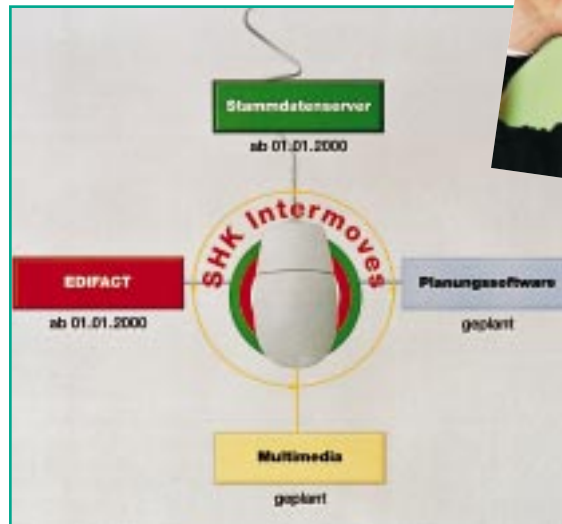 Stammdatenserver
ab 01.01.2000
SHK Intermoves
EDIFACT
ab 01.01.2000
Planungssoftware
geplant
Multimedia
geplant